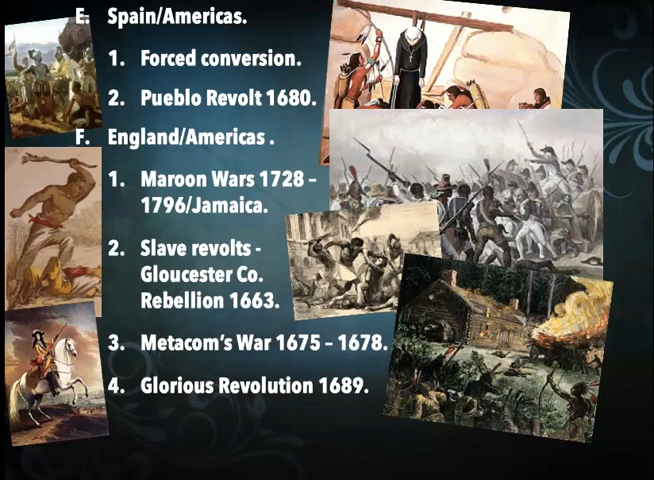 E. Spain/Americas.
1. Forced conversion.
2. Pueblo Revolt 1680.
F. England/Americas .
1. Maroon Wars 1728 –
1796/Jamaica.
2. Slave revolts -
Gloucester Co.
Rebellion 1663.
3. Metacom's War 1675 – 1678.
4. Glorious Revolution 1689.